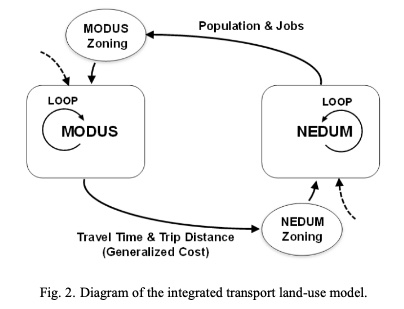 MODUS
Zoning
Population & Jobs
LOOP
MODUS
LOOP
NEDUM
Travel Time & Trip Distance
(Generalized Cost)
NEDUM
Zoning
Fig. 2. Diagram of the integrated transport land-use model.